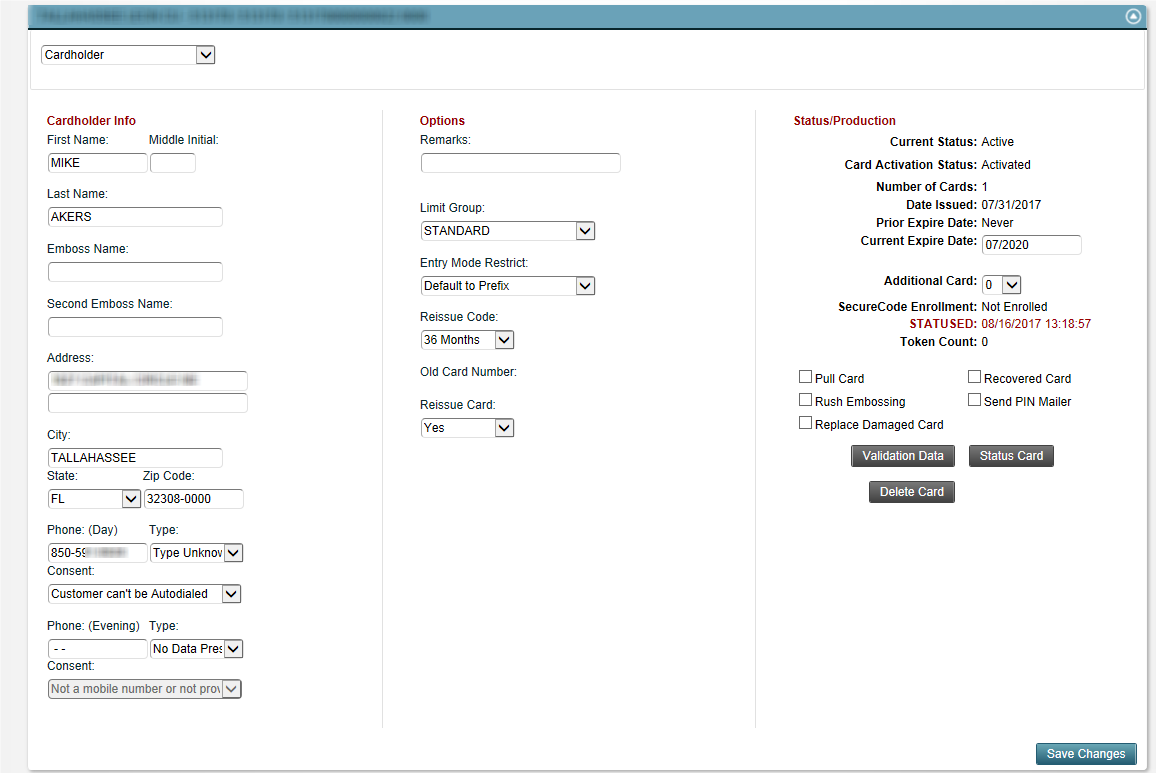 Cardholder
Cardholder Info
First Name: Middle Initial:
MIKE
Last Name:
AKERS
Emboss Name:
Second Emboss Name:
Address:
City:
TALLAHASSEE
State: Zip Code:
FL 32308-0000
Phone: (Day) Type:
850-59 Type Unknow
Consent:
Customer can't be Autodialed
Phone: (Evening) Type:
- - No Data Pres
Consent:
Not a mobile number or not prov
Options
Remarks:
Limit Group:
STANDARD
Entry Mode Restrict:
Default to Prefix
Reissue Code:
36 Months
Old Card Number:
Reissue Card:
Yes
Status/Production
Current Status: Active
Card Activation Status: Activated
Number of Cards: 1
Date Issued: 07/31/2017
Prior Expire Date: Never
Current Expire Date: 07/2020
Additional Card: 0
SecureCode Enrollment: Not Enrolled
STATUSED: 08/16/2017 13:18:57
Token Count: 0
Pull Card Recovered Card
Rush Embossing Send PIN Mailer
Replace Damaged Card
Validation Data Status Card
Delete Card
Save Changes